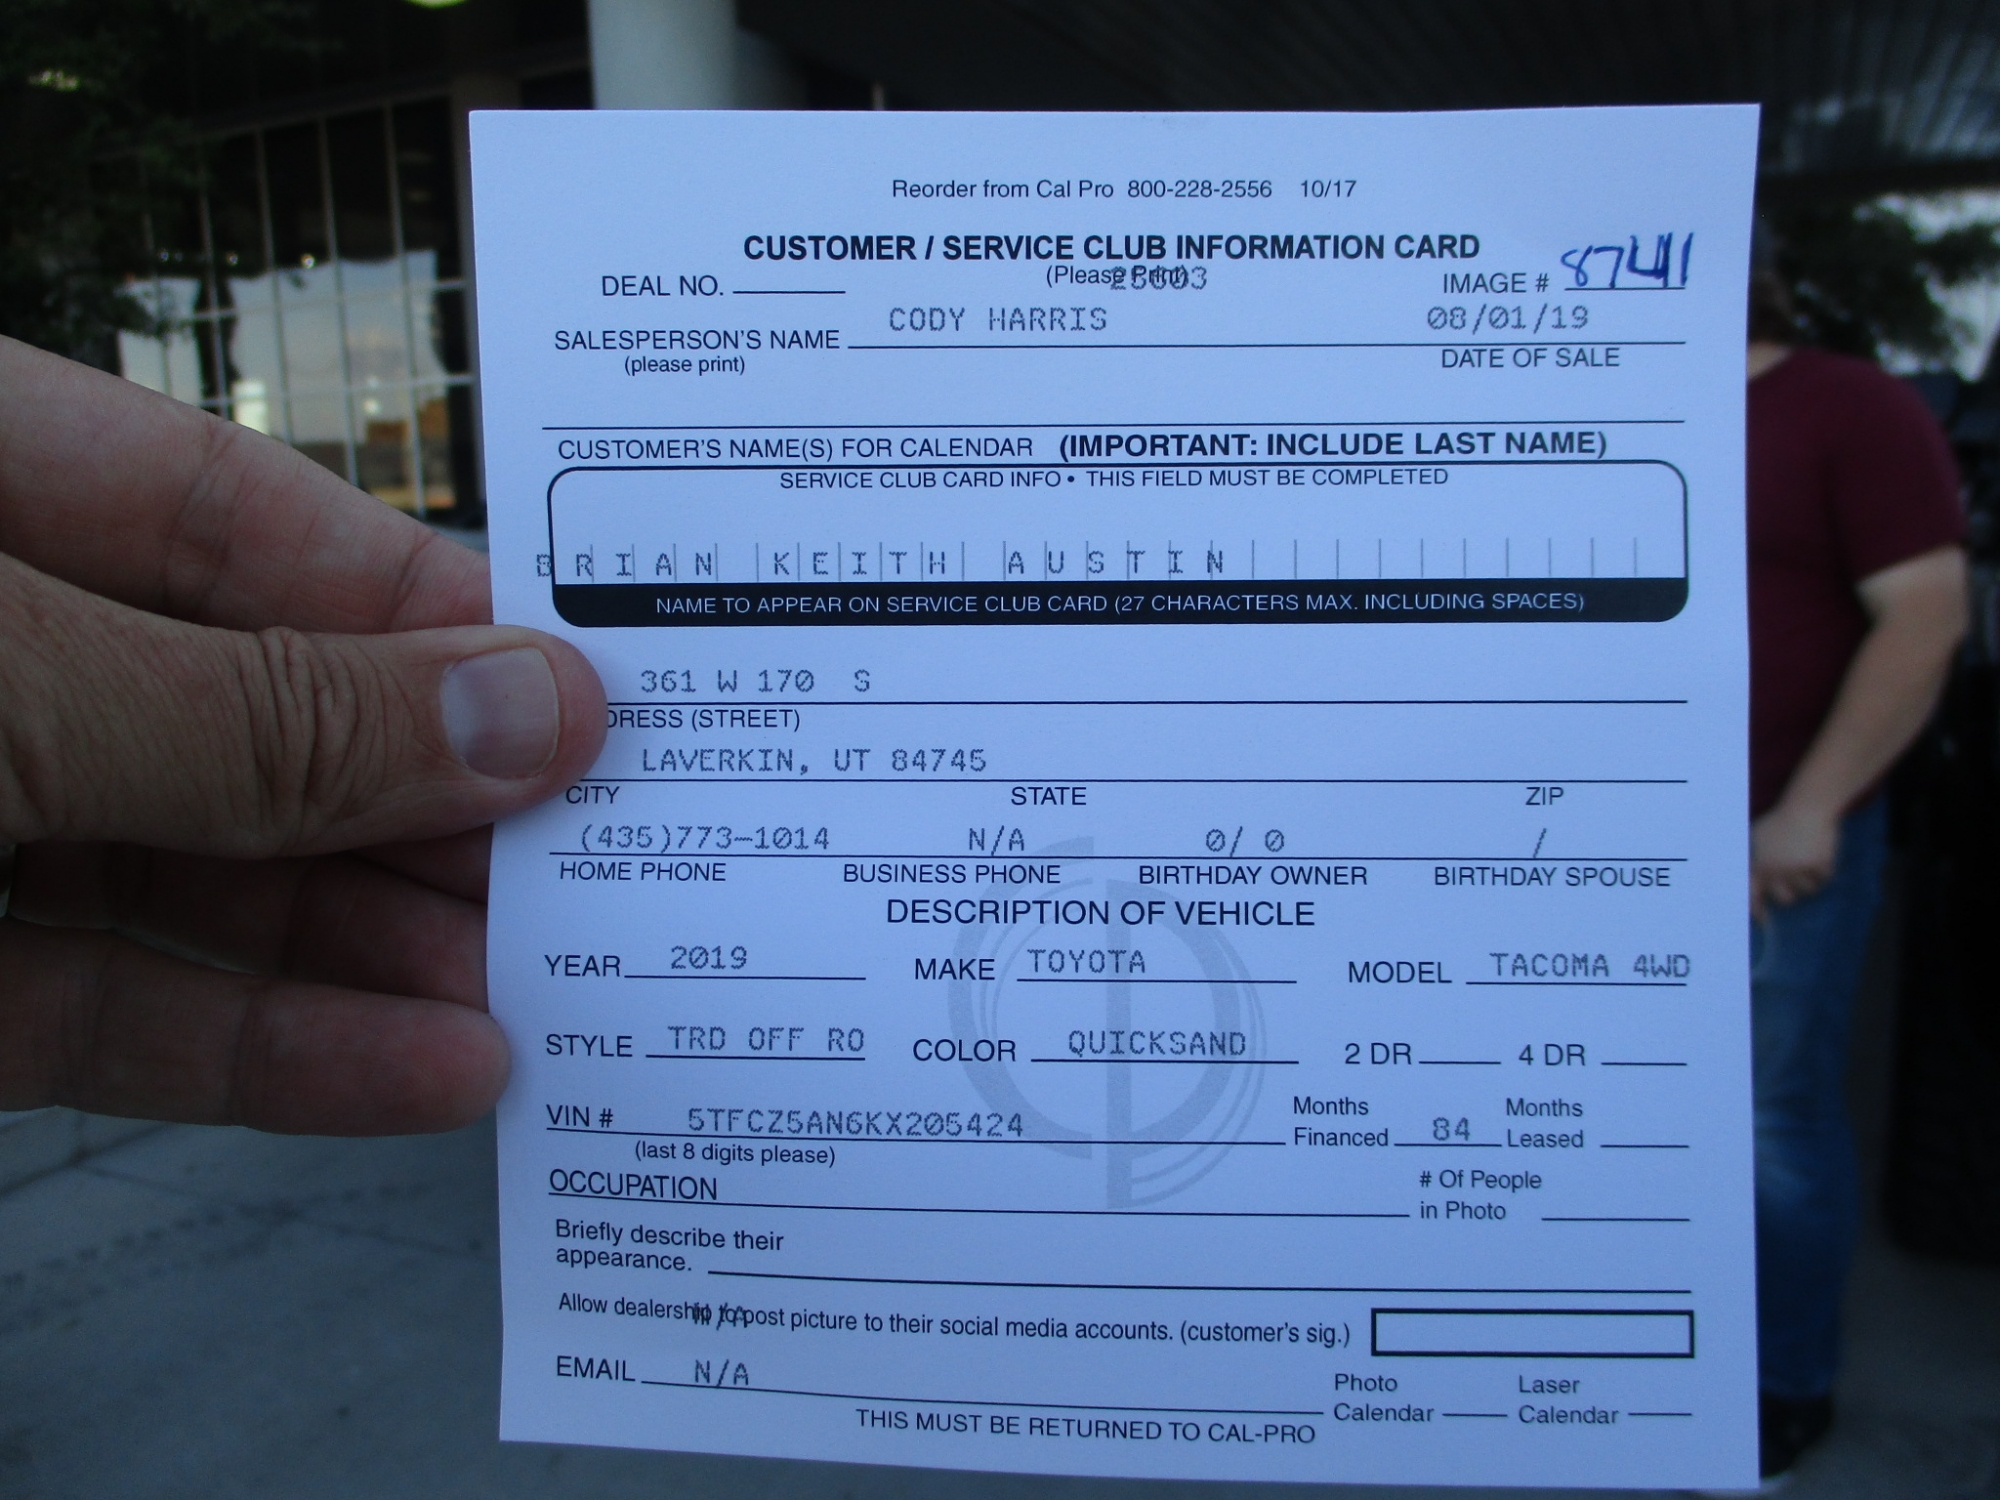 Reorder from Cal Pro 800-228-2556 10/17
CUSTOMER / SERVICE CLUB INFORMATION CARD
(Please Print)
DEAL NO. IMAGE # 87411
CODY HARRIS 08/01/19
SALESPERSON'S NAME
(please print) DATE OF SALE
CUSTOMER'S NAME(S) FOR CALENDAR (IMPORTANT: INCLUDE LAST NAME)
SERVICE CLUB CARD INFO • THIS FIELD MUST BE COMPLETED
BRIAN KEITH AUSTIN
NAME TO APPEAR ON SERVICE CLUB CARD (27 CHARACTERS MAX. INCLUDING SPACES)
361 W 170 S
DRESS (STREET)
LAVERKIN, UT 84745
CITY STATE ZIP
(435)773-1014 N/A 0/ 0 /
HOME PHONE BUSINESS PHONE BIRTHDAY OWNER BIRTHDAY SPOUSE
DESCRIPTION OF VEHICLE
YEAR 2019 MAKE TOYOTA MODEL TACOMA 4WD
STYLE TRD OFF RO COLOR QUICKSAND 2 DR 4 DR
VIN # 5TFCZ5AN6KX205424 Months Financed 84 Months Leased
(last 8 digits please)
OCCUPATION # Of People in Photo
Briefly describe their
appearance.
Allow dealership to post picture to their social media accounts. (customer's sig.)
N/A
EMAIL N/A Photo Calendar Laser Calendar
THIS MUST BE RETURNED TO CAL-PRO